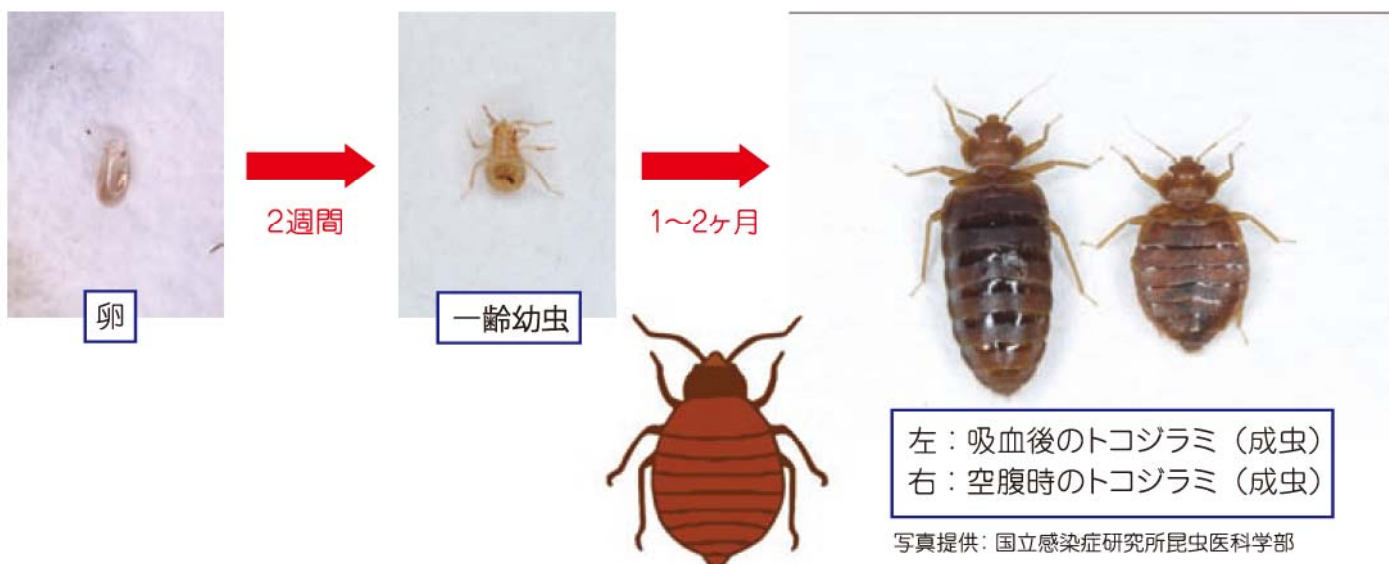 2週間
1〜2ヶ月
卵
一齢幼虫
左：吸血後のトコジラミ（成虫）
右：空腹時のトコジラミ（成虫）
写真提供：国立感染症研究所昆虫医科学部